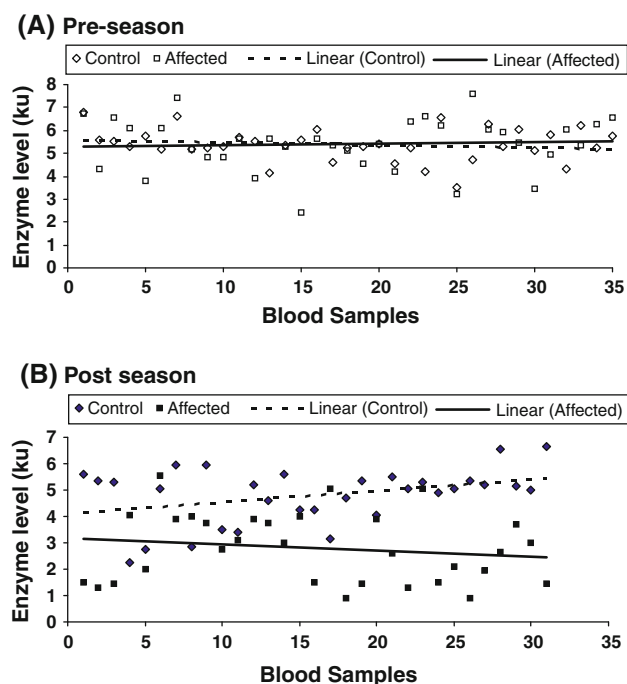 (A) Pre-season
Control Affected Linear (Control) Linear (Affected)
8
7
6
5
4
3
2
1
0
Enzyme level (ku)
0 5 10 15 20 25 30 35
Blood Samples
(B) Post season
Control Affected Linear (Control) Linear (Affected)
7
6
5
4
3
2
1
0
Enzyme level (ku)
0 5 10 15 20 25 30 35
Blood Samples